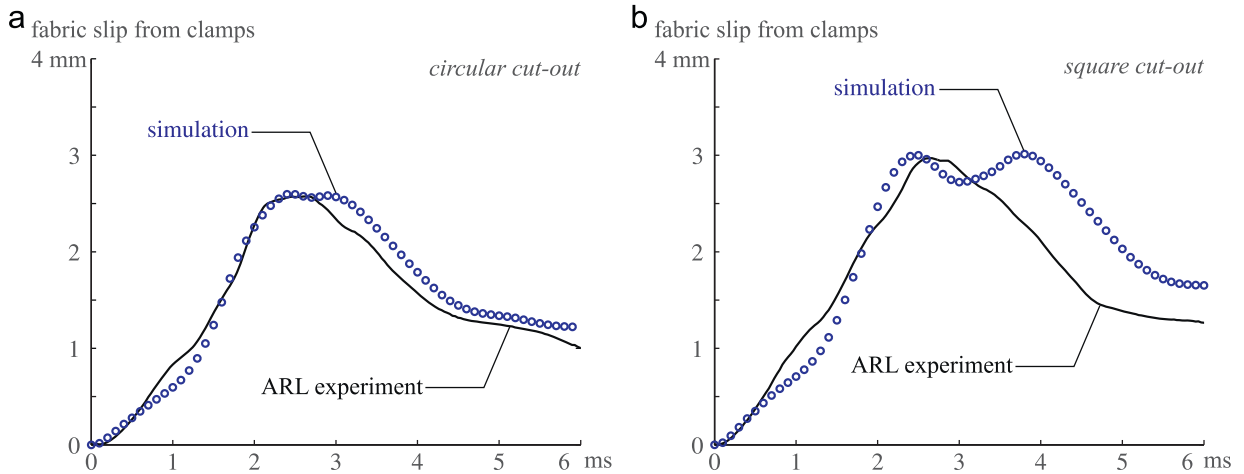 a
fabric slip from clamps
4 mm
circular cut-out
simulation
3
2
1
ARL experiment
0
0 1 2 3 4 5 6 ms
b
fabric slip from clamps
4 mm
square cut-out
simulation
3
2
1
ARL experiment
0
0 1 2 3 4 5 6 ms